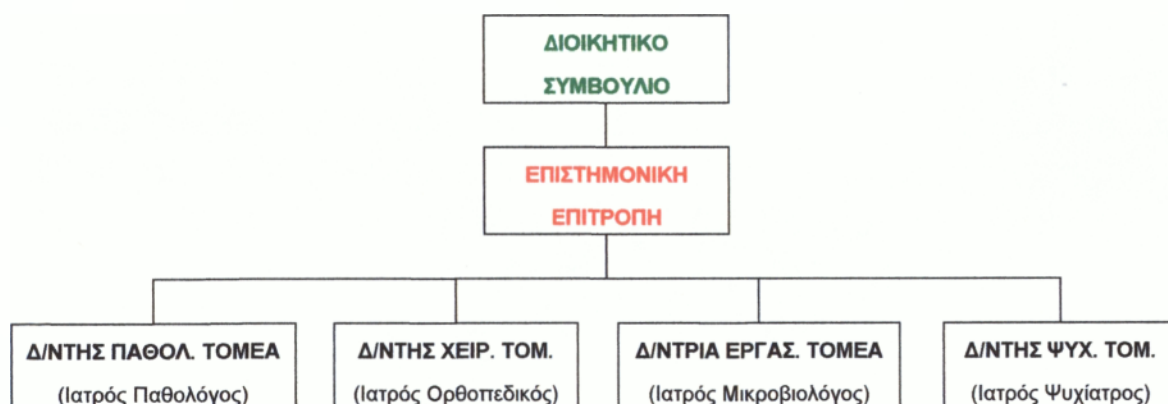 ΔΙΟΙΚΗΤΙΚΟ
ΣΥΜΒΟΥΛΙΟ
ΕΠΙΣΤΗΜΟΝΙΚΗ
ΕΠΙΤΡΟΠΗ
Δ/ΝΤΗΣ ΠΑΘΟΛ. ΤΟΜΕΑ
(Ιατρός Παθολόγος)
Δ/ΝΤΗΣ ΧΕΙΡ. ΤΟΜ.
(Ιατρός Ορθοπεδικός)
Δ/ΝΤΡΙΑ ΕΡΓΑΣ. ΤΟΜΕΑ
(Ιατρός Μικροβιολόγος)
Δ/ΝΤΗΣ ΨΥΧ. ΤΟΜ.
(Ιατρός Ψυχίατρος)